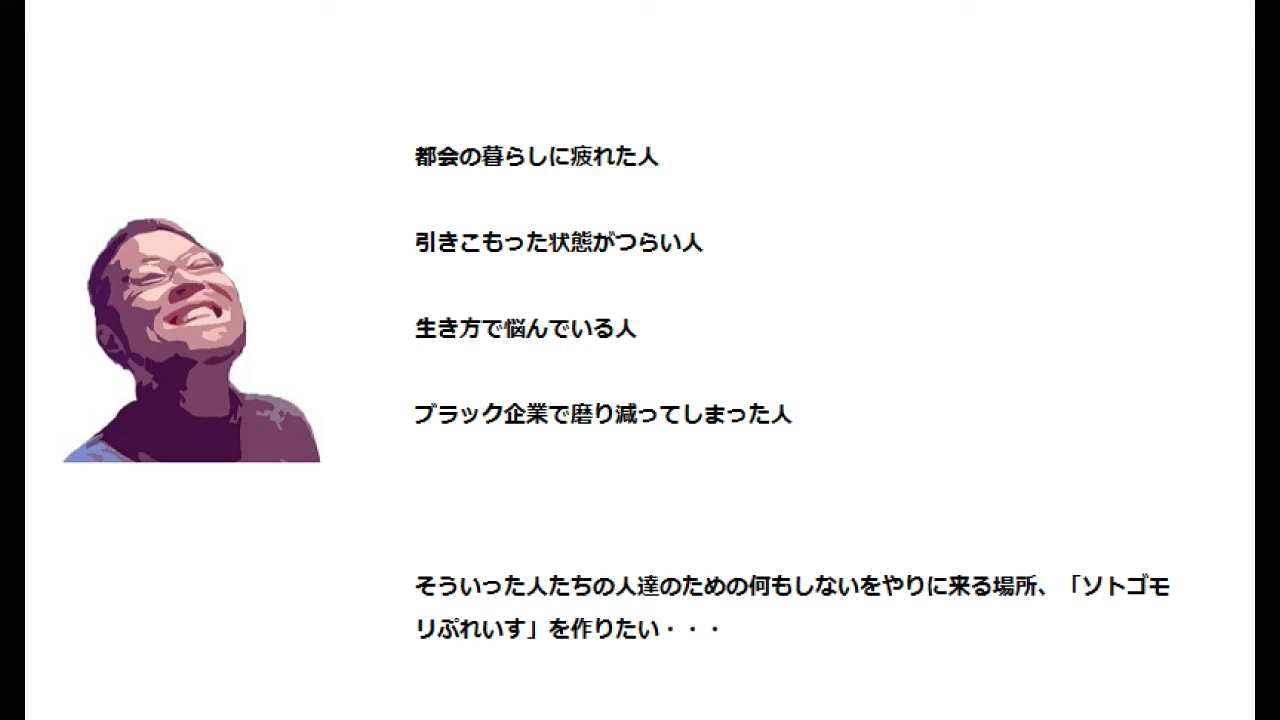 都会の暮らしに疲れた人
引きこもった状態がつらい人
生き方で悩んでいる人
ブラック企業で磨り減ってしまった人
そういった人たちの人達のための何もしないをやりに来る場所、「ソトゴモ
リぷれいす」を作りたい・・・